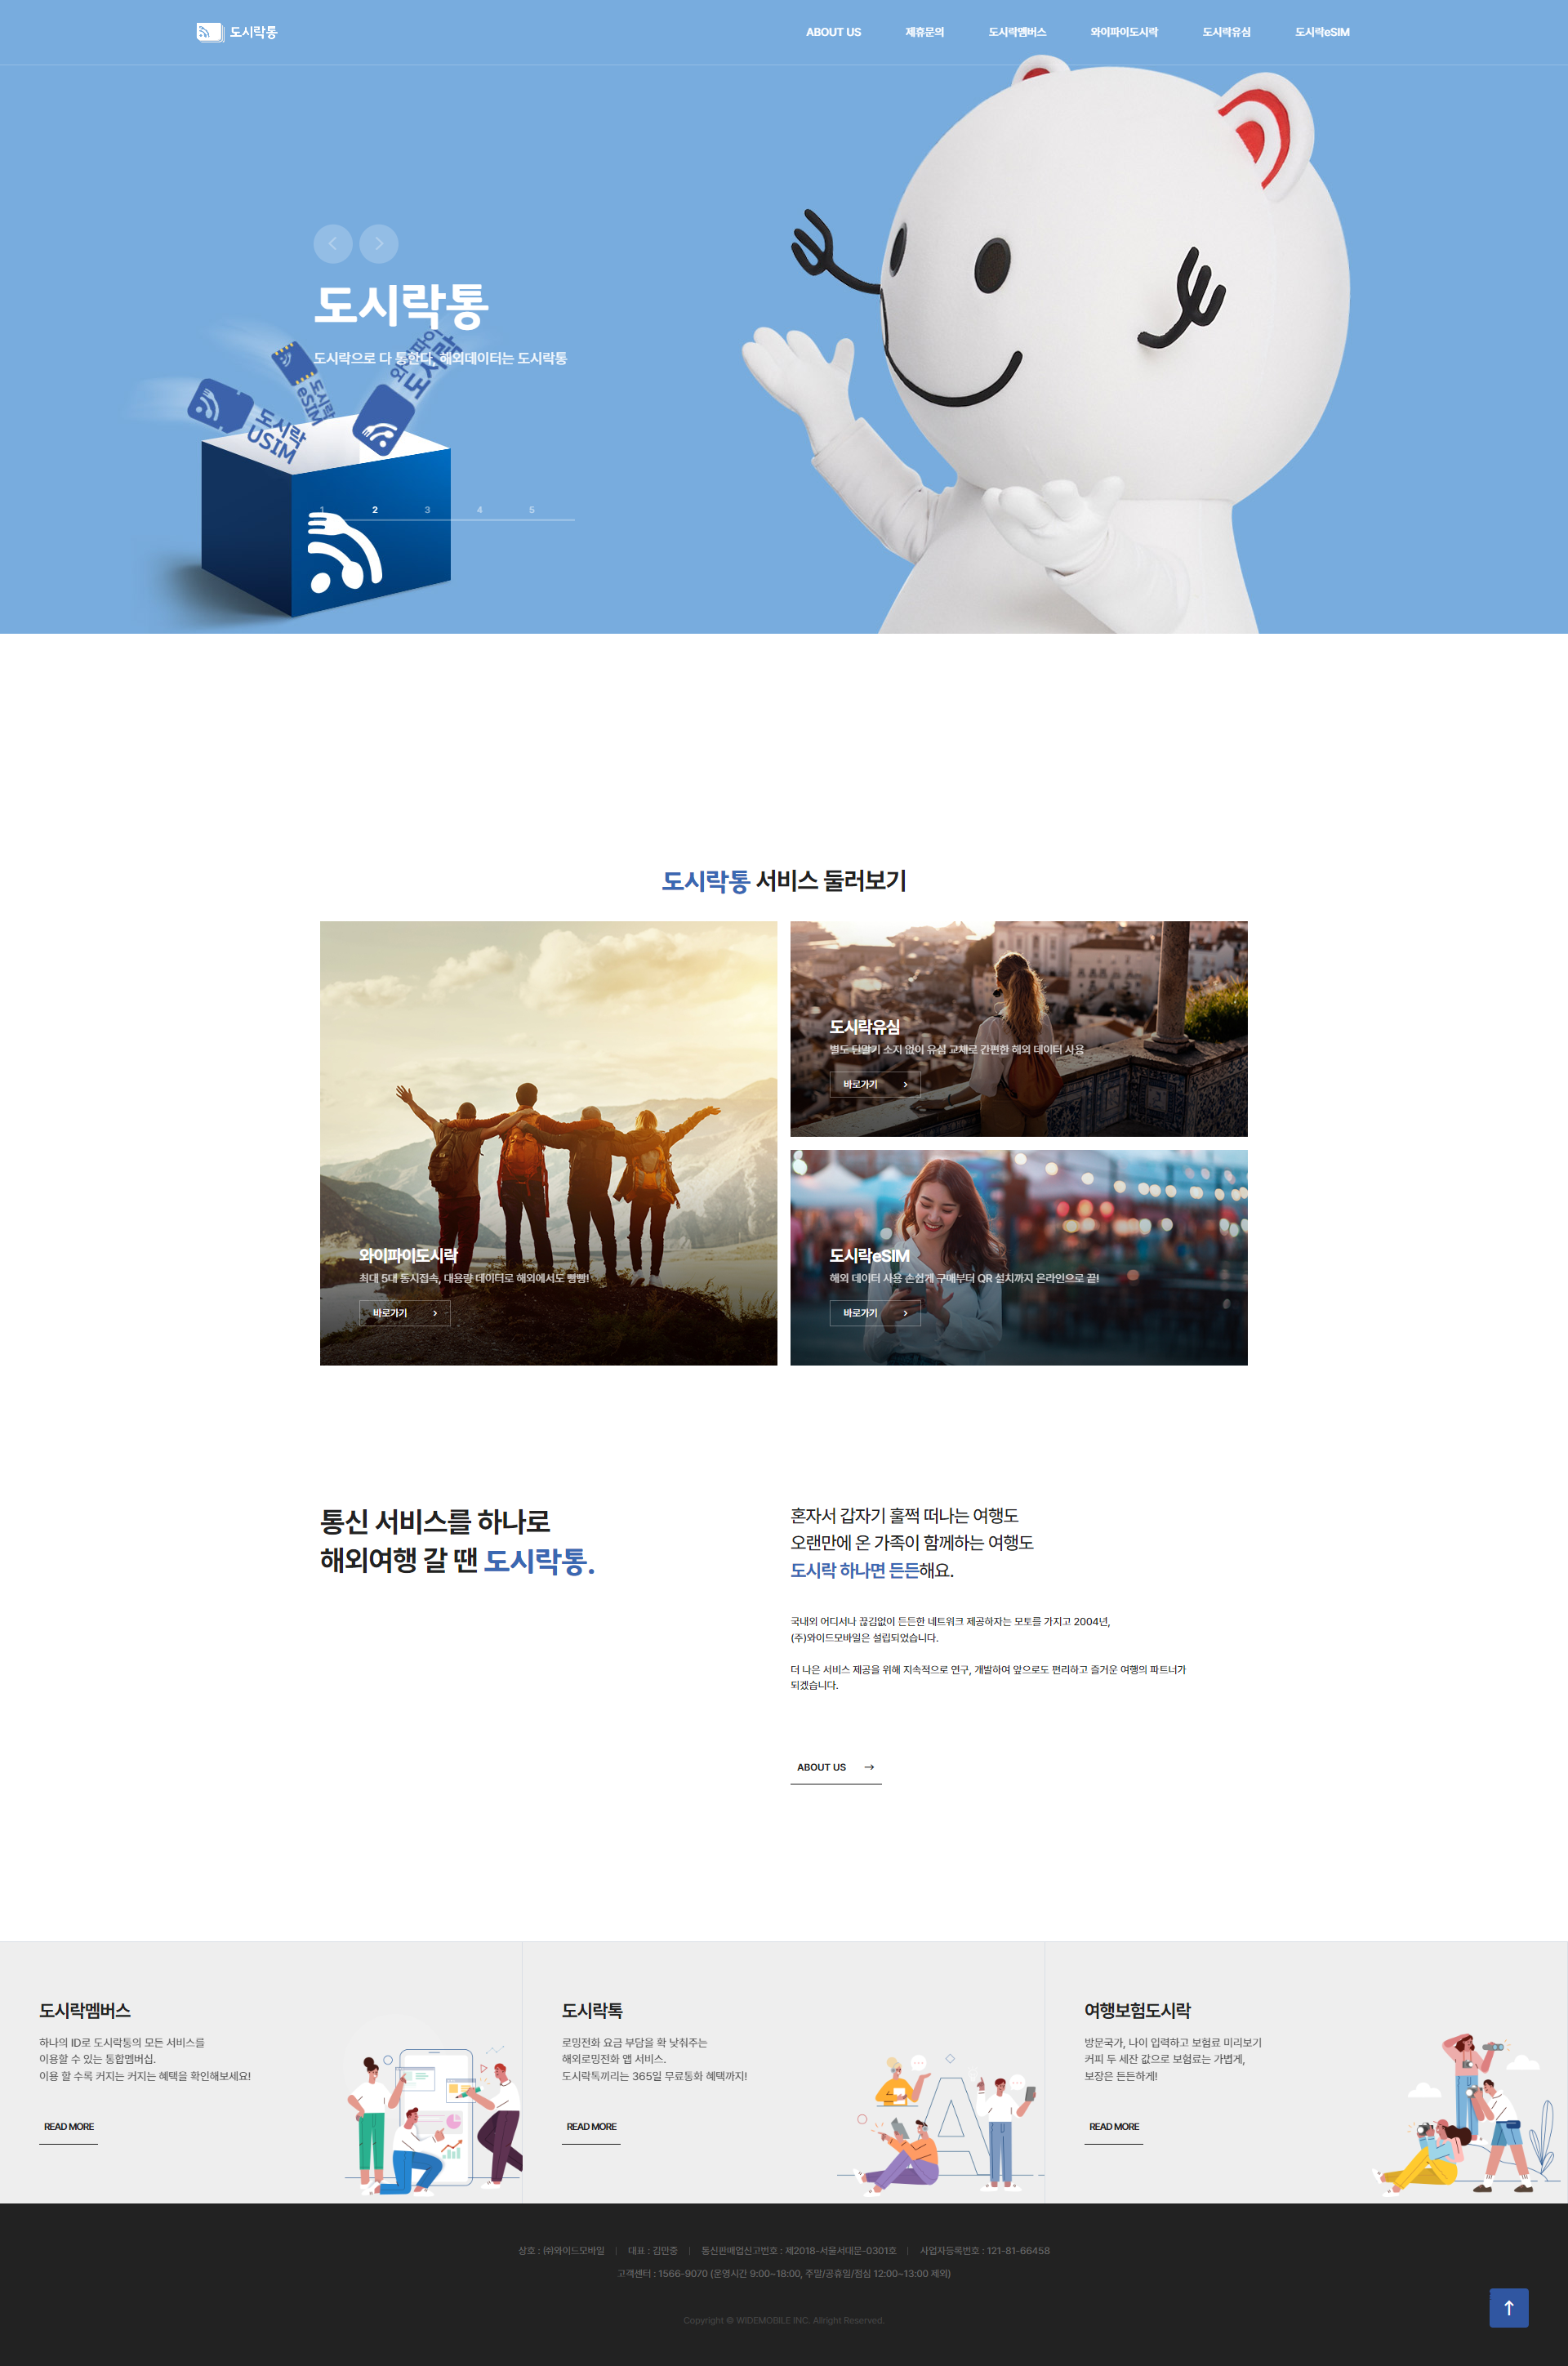 도시락통
ABOUT US
제휴문의
도시락멤버스
와이파이도시락
도시락유심
도시락eSIM
도시락통
도시락으로 다 통한다, 해외데이터는 도시락통
도시락
eSIM
와이파이
도시락
도시락
USIM
1 2 3 4 5
도시락통 서비스 둘러보기
도시락유심
별도 단말기 소지 없이 유심 교체로 간편한 해외 데이터 사용
바로가기
와이파이도시락
최대 5대 동시접속, 대용량 데이터로 해외에서도 빵빵!
바로가기
도시락eSIM
해외 데이터 사용 손쉽게 구매부터 QR 설치까지 온라인으로 끝!
바로가기
통신 서비스를 하나로
해외여행 갈 땐 도시락통.
혼자서 갑자기 훌쩍 떠나는 여행도
오랜만에 온 가족이 함께하는 여행도
도시락 하나면 든든해요.
국내외 어디서나 끊김없이 든든한 네트워크 제공하자는 모토를 가지고 2004년,
(주)와이드모바일은 설립되었습니다.
더 나은 서비스 제공을 위해 지속적으로 연구, 개발하여 앞으로도 편리하고 즐거운 여행의 파트너가
되겠습니다.
ABOUT US
도시락멤버스
하나의 ID로 도시락통의 모든 서비스를
이용할 수 있는 통합멤버십.
이용 할 수록 커지는 커지는 혜택을 확인해보세요!
READ MORE
도시락톡
로밍전화 요금 부담을 확 낮춰주는
해외로밍전화 앱 서비스.
도시락톡끼리는 365일 무료통화 혜택까지!
READ MORE
여행보험도시락
방문국가, 나이 입력하고 보험료 미리보기
커피 두 세잔 값으로 보험료는 가볍게,
보장은 든든하게!
READ MORE
상호 : ㈜와이드모바일 | 대표 : 김민중 | 통신판매업신고번호 : 제2018-서울서대문-0301호 | 사업자등록번호 : 121-81-66458
고객센터 : 1566-9070 (운영시간 9:00~18:00, 주말/공휴일/점심 12:00~13:00 제외)
Copyright © WIDEMOBILE INC. Allright Reserved.